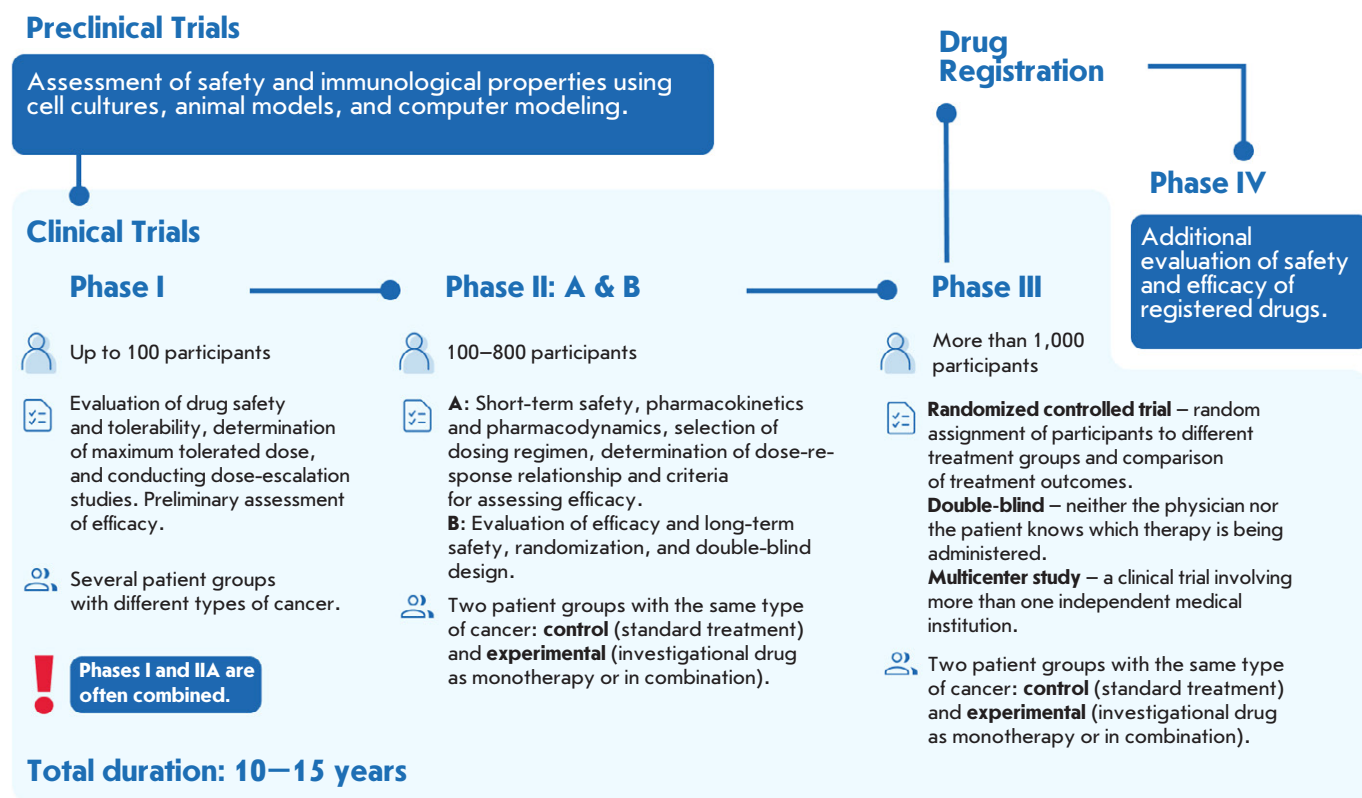 Preclinical Trials
Assessment of safety and immunological properties using
cell cultures, animal models, and computer modeling.
Drug
Registration
Phase IV
Additional
evaluation of safety
and efficacy of
registered drugs.
Clinical Trials
Phase I
Up to 100 participants
Evaluation of drug safety
and tolerability, determination
of maximum tolerated dose,
and conducting dose-escalation
studies. Preliminary assessment
of efficacy.
Several patient groups
with different types of cancer.
Phases I and IIA are
often combined.
Phase II: A & B
100–800 participants
A: Short-term safety, pharmacokinetics
and pharmacodynamics, selection of
dosing regimen, determination of dose-re-
sponse relationship and criteria
for assessing efficacy.
B: Evaluation of efficacy and long-term
safety, randomization, and double-blind
design.
Two patient groups with the same type
of cancer: control (standard treatment)
and experimental (investigational drug
as monotherapy or in combination).
Phase III
More than 1,000
participants
Randomized controlled trial – random
assignment of participants to different
treatment groups and comparison
of treatment outcomes.
Double-blind – neither the physician nor
the patient knows which therapy is being
administered.
Multicenter study – a clinical trial involving
more than one independent medical
institution.
Two patient groups with the same type
of cancer: control (standard treatment)
and experimental (investigational drug
as monotherapy or in combination).
Total duration: 10–15 years